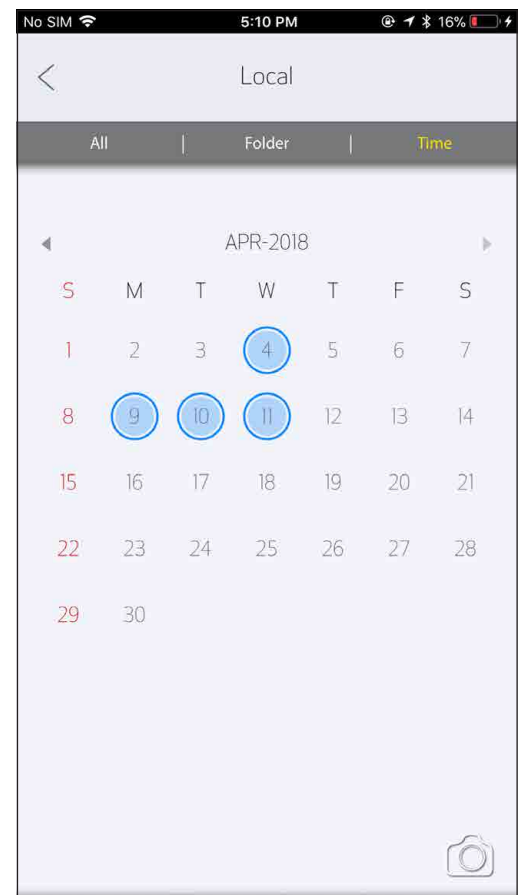 No SIM 5:10 PM 16%
Local
All | Folder | Time
APR-2018
S M T W T F S
1 2 3 4 5 6 7
8 9 10 11 12 13 14
15 16 17 18 19 20 21
22 23 24 25 26 27 28
29 30